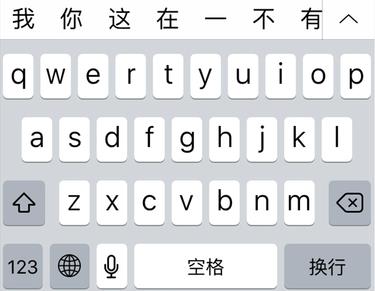 我 你 这 在 一 不 有
q w e r t y u i o p
a s d f g h j k l
z x c v b n m
123 空格 换行